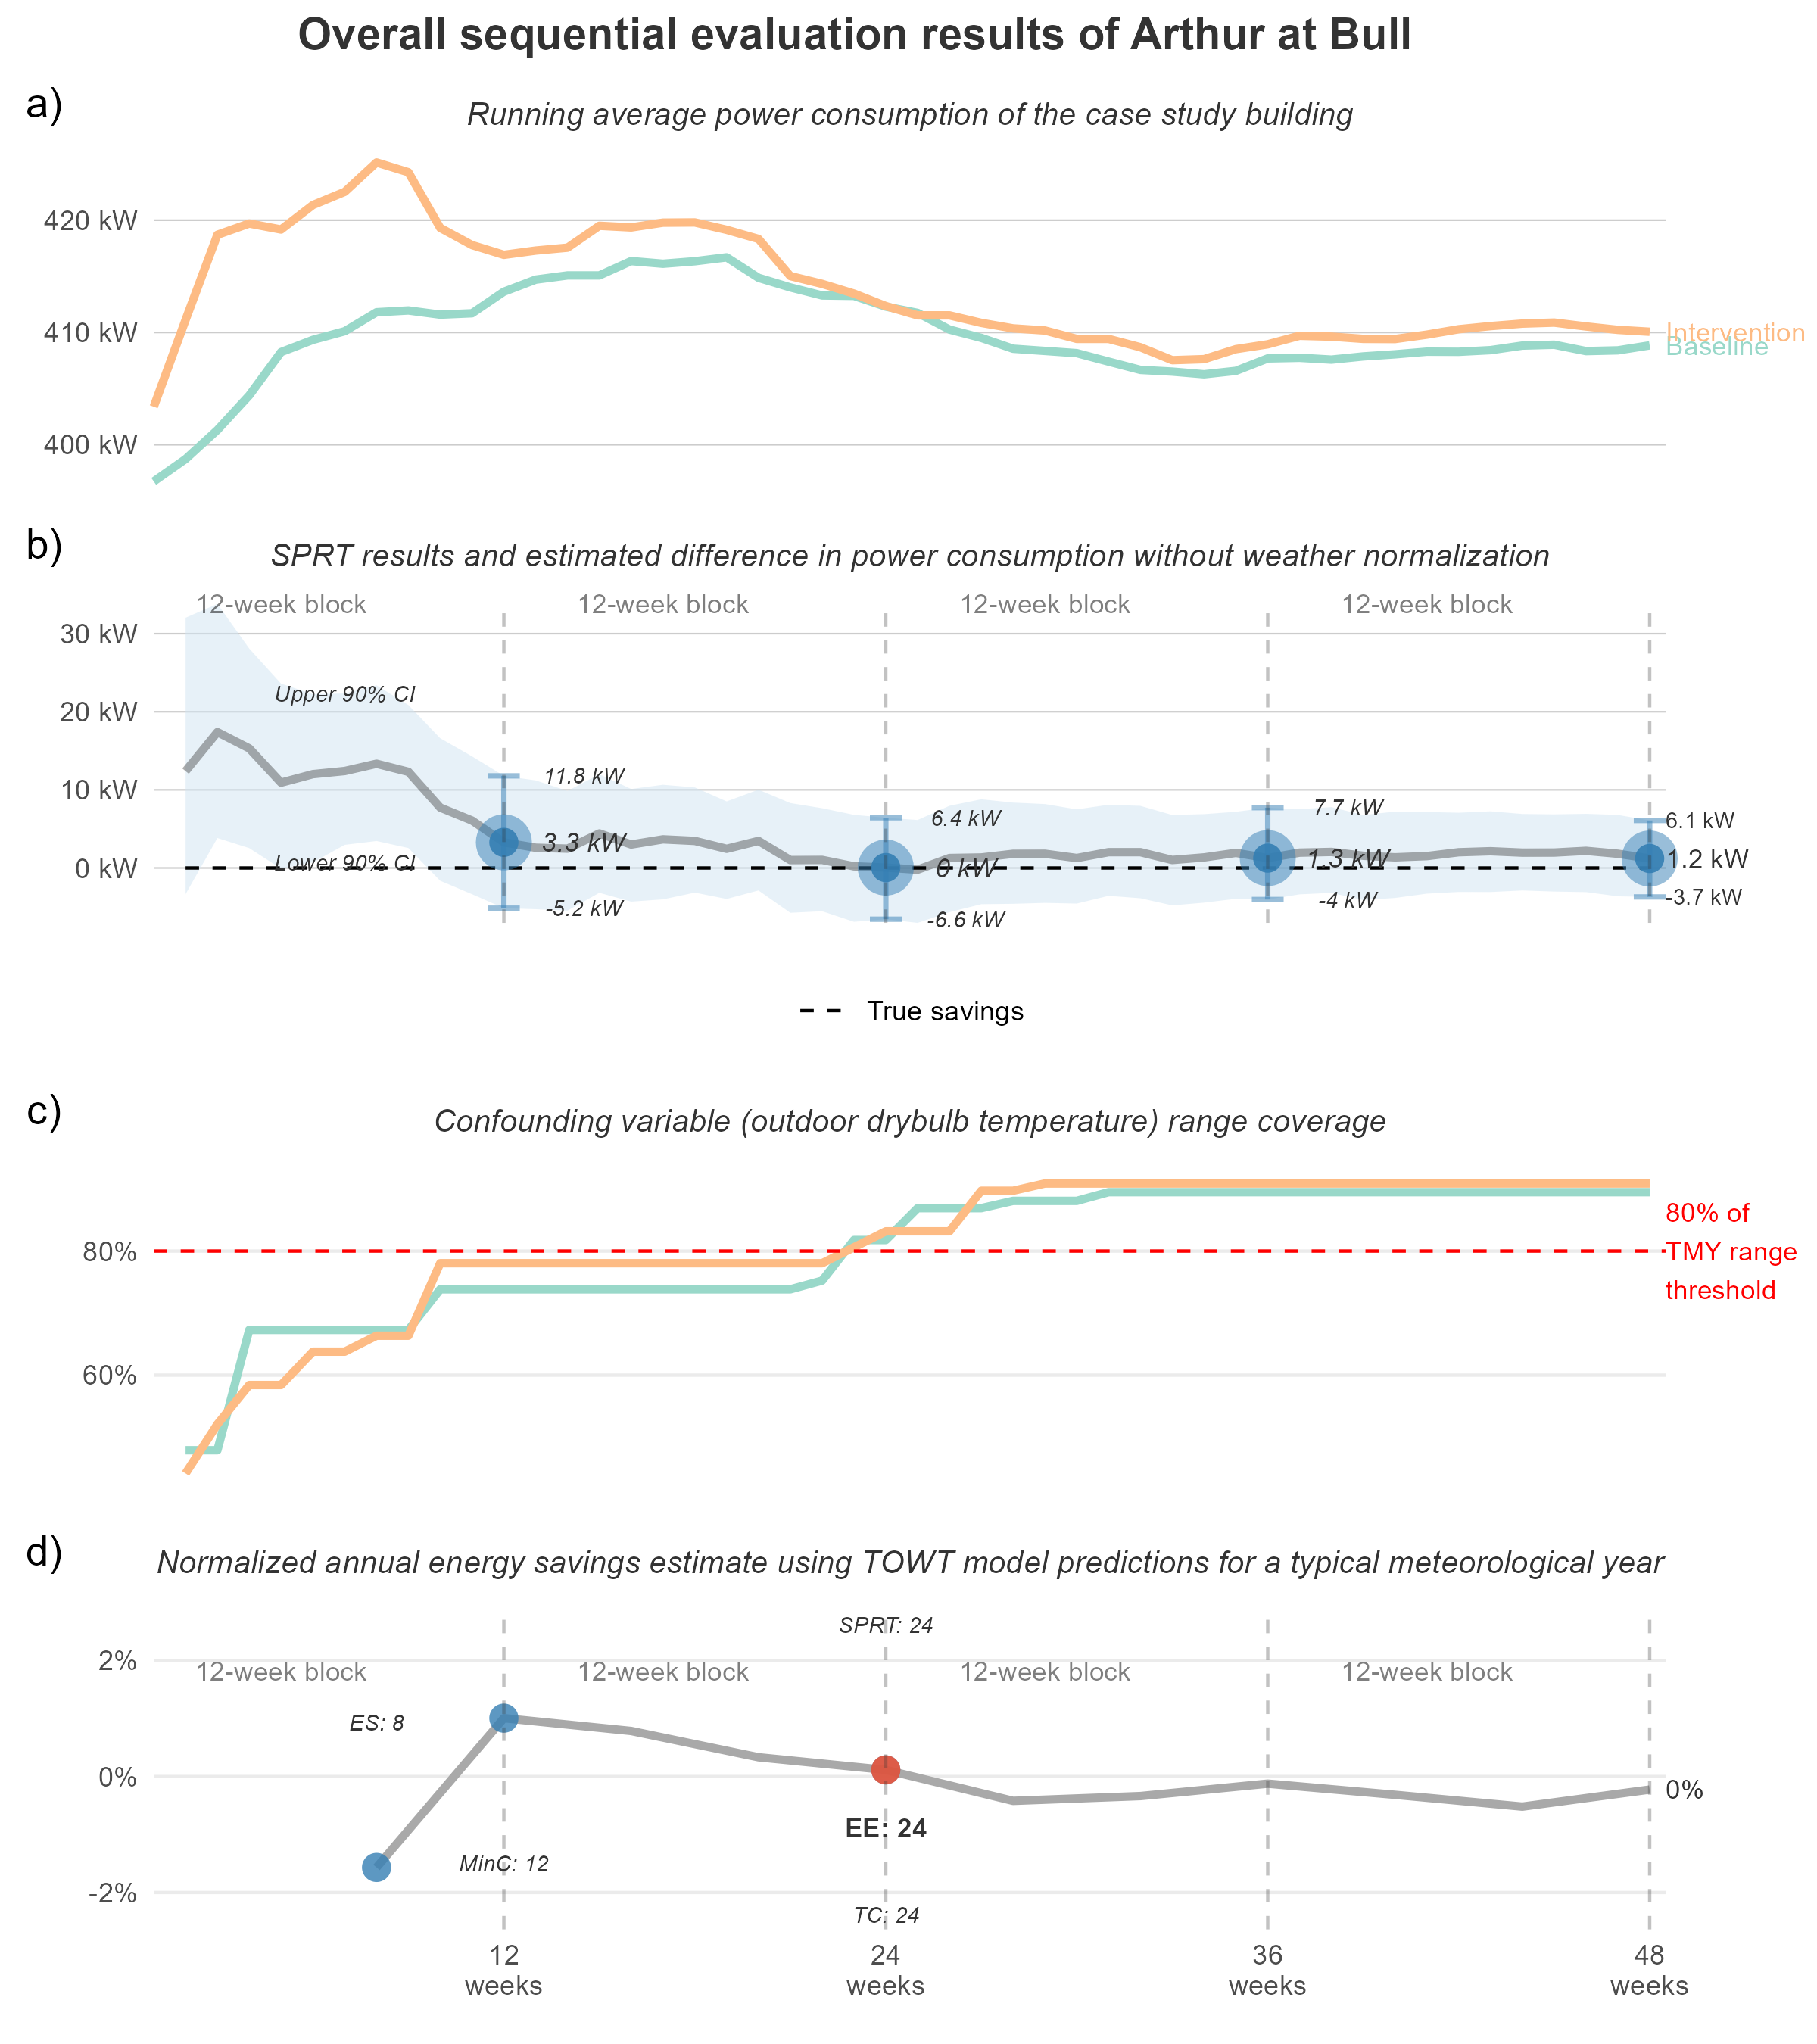 Overall sequential evaluation results of Arthur at Bull
a)
Running average power consumption of the case study building
420 kW
410 kW
400 kW
Intervention
Baseline
b)
SPRT results and estimated difference in power consumption without weather normalization
12-week block
12-week block
12-week block
12-week block
30 kW
20 kW
10 kW
0 kW
Upper 90% CI
Lower 90% CI
11.8 kW
3.3 kW
-5.2 kW
6.4 kW
0 kW
-6.6 kW
7.7 kW
1.3 kW
-4 kW
6.1 kW
1.2 kW
-3.7 kW
True savings
c)
Confounding variable (outdoor drybulb temperature) range coverage
80%
60%
80% of
TMY range
threshold
d)
Normalized annual energy savings estimate using TOWT model predictions for a typical meteorological year
SPRT: 24
2%
12-week block
12-week block
12-week block
12-week block
ES: 8
0%
0%
EE: 24
MinC: 12
-2%
TC: 24
12
weeks
24
weeks
36
weeks
48
weeks